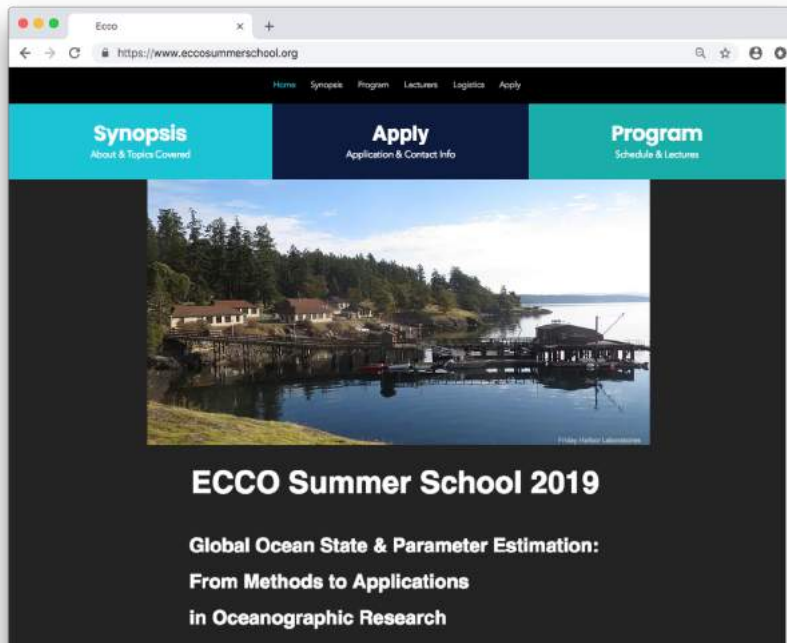 Ecco
https://www.eccosummerschool.org
Home Synopsis Program Lecturers Logistics Apply
Synopsis
About & Topics Covered
Apply
Application & Contact Info
Program
Schedule & Lectures
Friday Harbor Laboratories
ECCO Summer School 2019
Global Ocean State & Parameter Estimation:
From Methods to Applications
in Oceanographic Research